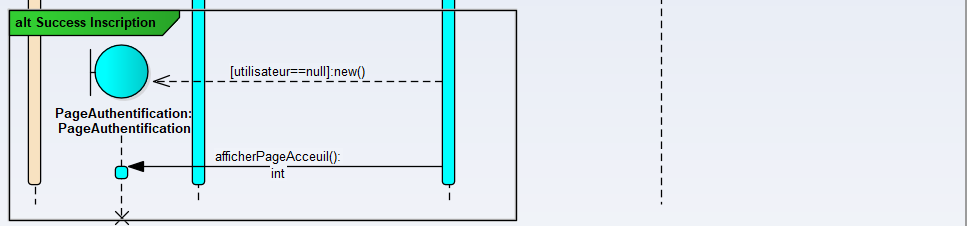 alt Success Inscription
[utilisateur==null]:new()
PageAuthentification:
PageAuthentification
afficherPageAcceuil():
int